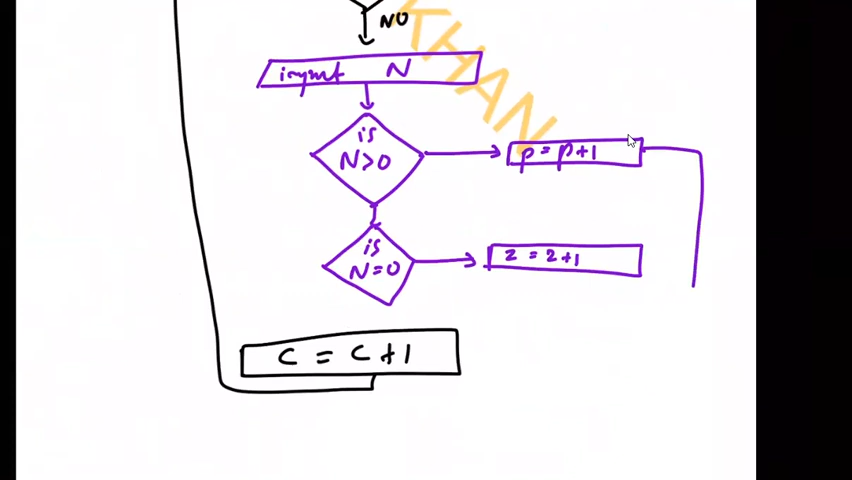 NO
KHAN
input N
is
N>0
p = p+1
is
N=0
z = z+1
C = C+1